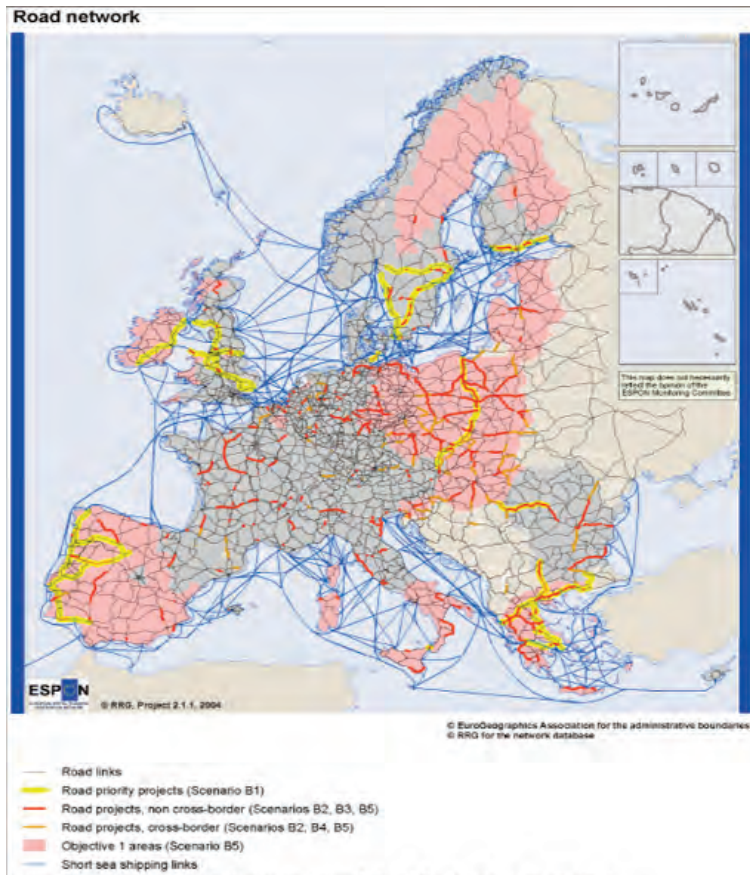 Road network
This map does not necessarily
reflect the opinion of the
ESPON Monitoring Committee
ESPON
© RRG, Project 2.1.1, 2004
© EuroGeographics Association for the administrative boundaries
© RRG for the network database
Road links
Road priority projects (Scenario B1)
Road projects, non cross-border (Scenarios B2, B3, B5)
Road projects, cross-border (Scenarios B2, B4, B5)
Objective 1 areas (Scenario B5)
Short sea shipping links